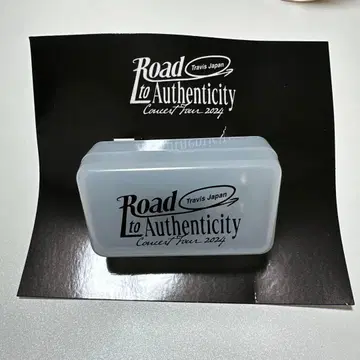 Road
Travis Japan
to Authenticity
Concert Tour 2024
Road
Travis Japan
to Authenticity
Concert Tour 2024